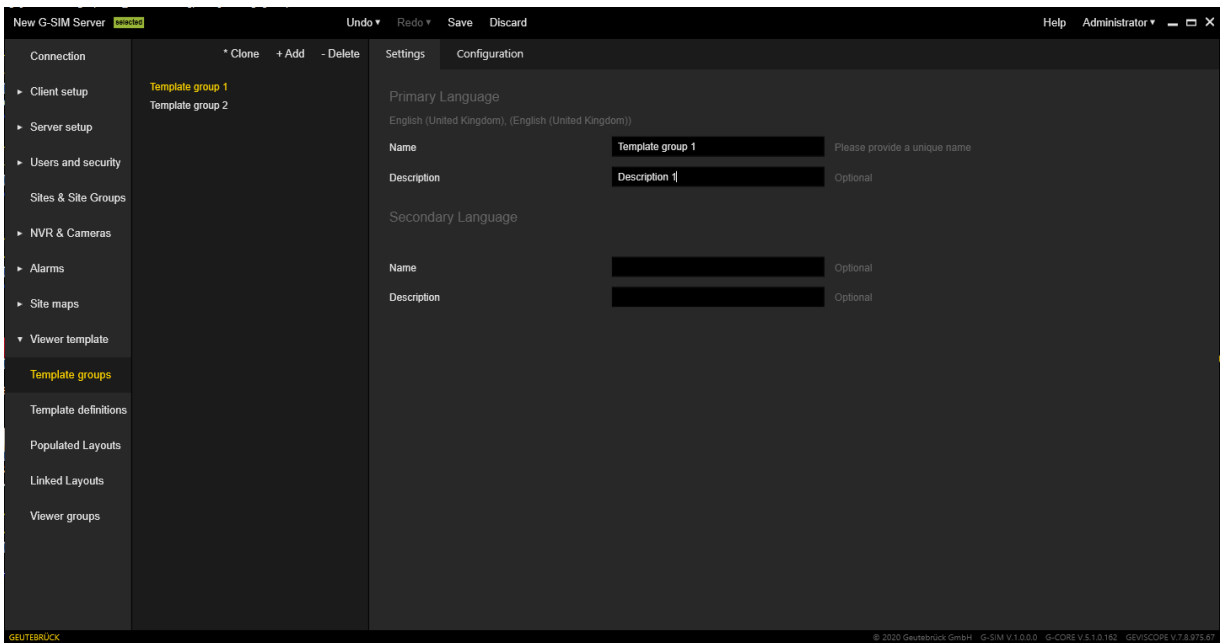 New G-SIM Server selected Undo ▾ Redo ▾ Save Discard Help Administrator ▾
Connection
► Client setup
► Server setup
► Users and security
Sites & Site Groups
► NVR & Cameras
► Alarms
► Site maps
▾ Viewer template
Template groups
Template definitions
Populated Layouts
Linked Layouts
Viewer groups
* Clone + Add - Delete
Template group 1
Template group 2
Settings Configuration
Primary Language
English (United Kingdom), (English (United Kingdom))
Name Template group 1 Please provide a unique name
Description Description 1 Optional
Secondary Language
Name Optional
Description Optional
GEUTEBRÜCK © 2020 Geutebrück GmbH G-SIM V.1.0.0.0 G-CORE V.5.1.0.162 GEVISCOPE V.7.8.975.67